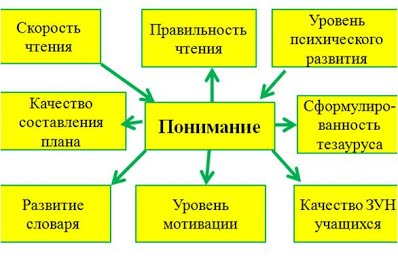 Скорость
чтения
Правильность
чтения
Уровень
психического
развития
Качество
составления
плана
Понимание
Сформулиро-
ванность
тезауруса
Развитие
словаря
Уровень
мотивации
Качество ЗУН
учащихся